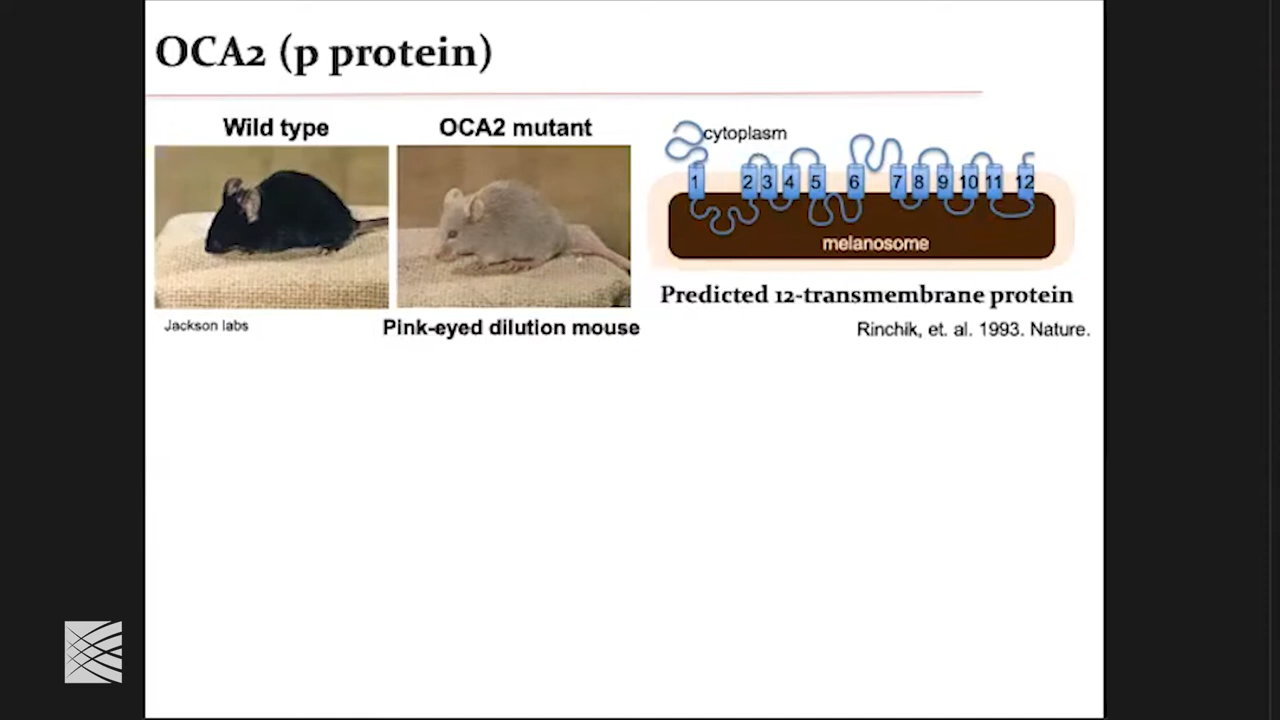 OCA2 (p protein)
Wild type
OCA2 mutant
Jackson labs
Pink-eyed dilution mouse
cytoplasm
1 2 3 4 5 6 7 8 9 10 11 12
melanosome
Predicted 12-transmembrane protein
Rinchik, et. al. 1993. Nature.